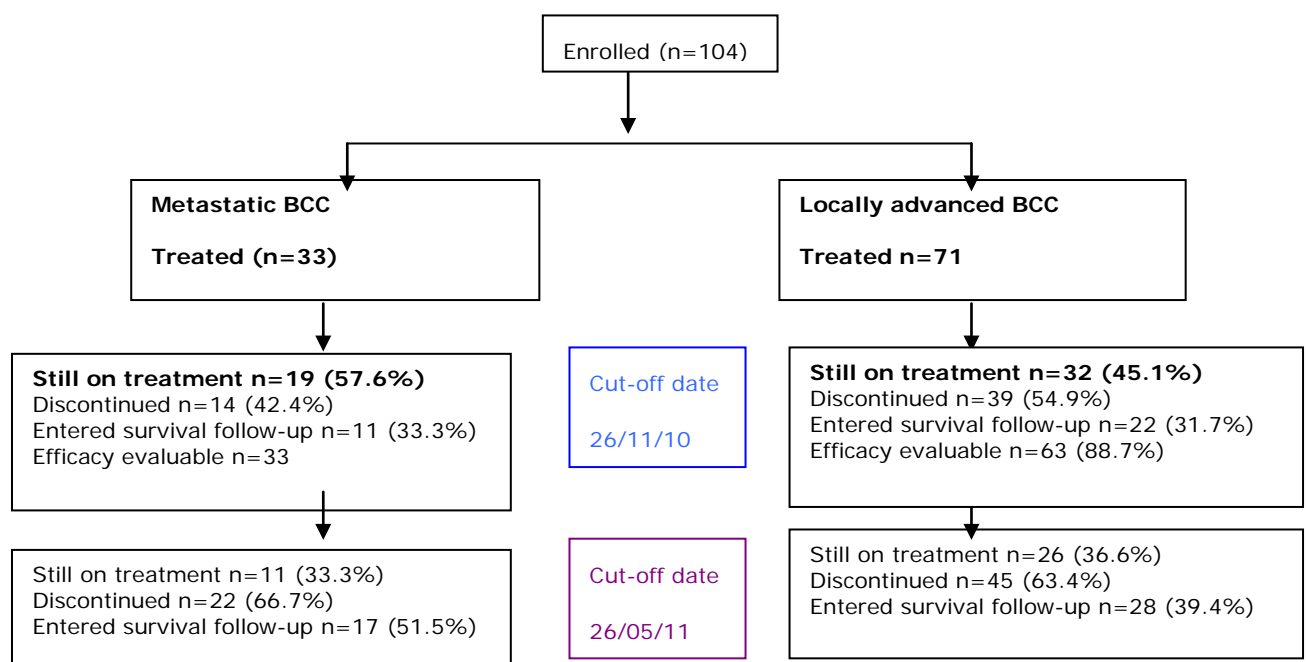 Enrolled (n=104)
Metastatic BCC
Treated (n=33)
Locally advanced BCC
Treated n=71
Still on treatment n=19 (57.6%)
Discontinued n=14 (42.4%)
Entered survival follow-up n=11 (33.3%)
Efficacy evaluable n=33
Cut-off date
26/11/10
Still on treatment n=32 (45.1%)
Discontinued n=39 (54.9%)
Entered survival follow-up n=22 (31.7%)
Efficacy evaluable n=63 (88.7%)
Still on treatment n=11 (33.3%)
Discontinued n=22 (66.7%)
Entered survival follow-up n=17 (51.5%)
Cut-off date
26/05/11
Still on treatment n=26 (36.6%)
Discontinued n=45 (63.4%)
Entered survival follow-up n=28 (39.4%)